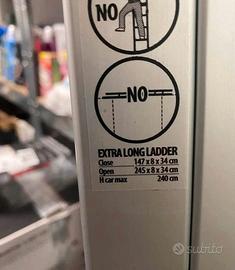 NO
NO
EXTRA LONG LADDER
Close 147 x 8 x 34 cm
Open 245 x 8 x 34 cm
H car max 240 cm
subito